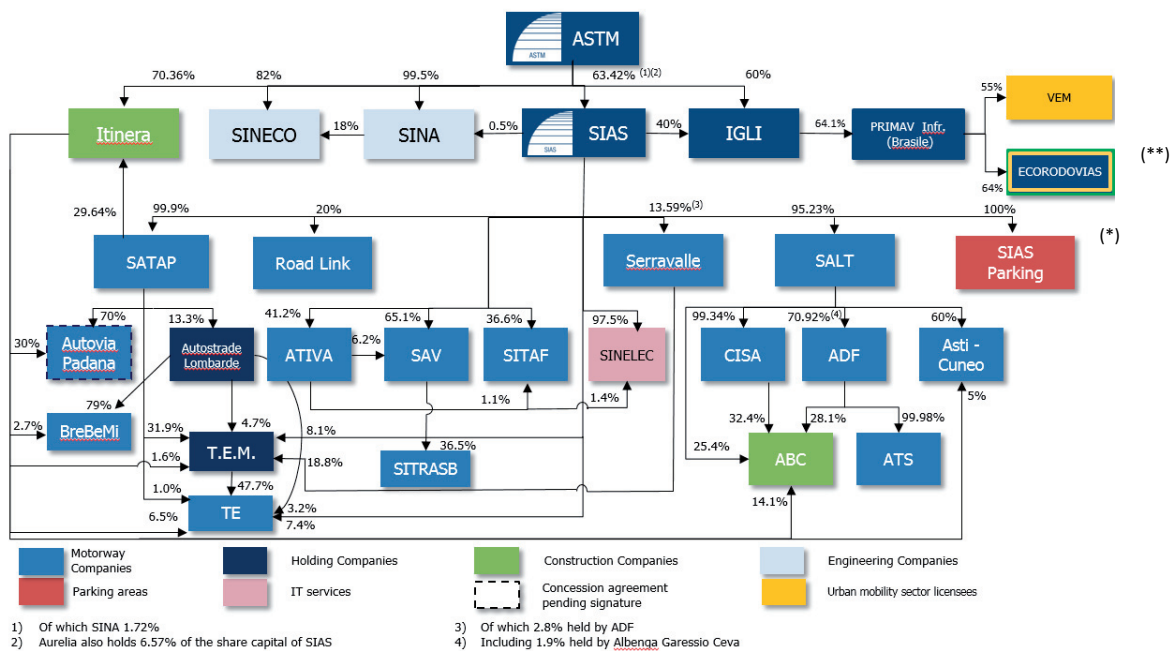 ASTM
ASTM
70.36%
82%
99.5%
63.42% (1)(2)
60%
55%
VEM
Itinera
SINECO
18%
SINA
0.5%
SIAS
SIAS
40%
IGLI
64.1%
PRIMAV Infr.
(Brasile)
(**)
ECORODOVIAS
64%
29.64%
99.9%
20%
13.59%(3)
95.23%
100%
(*)
SATAP
Road Link
Serravalle
SALT
SIAS
Parking
70%
13.3%
41.2%
65.1%
36.6%
97.5%
99.34%
70.92%(4)
60%
30%
Autovia
Padana
Autostrade
Lombarde
ATIVA
6.2%
SAV
SITAF
SINELEC
CISA
ADF
Asti -
Cuneo
79%
1.1%
1.4%
5%
2.7%
BreBeMi
31.9%
4.7%
8.1%
36.5%
32.4%
28.1%
99.98%
1.6%
T.E.M.
18.8%
SITRASB
25.4%
ABC
ATS
47.7%
1.0%
14.1%
6.5%
TE
3.2%
7.4%
Motorway
Companies
Holding Companies
Construction Companies
Engineering Companies
Parking areas
IT services
Concession agreement
pending signature
Urban mobility sector licensees
1) Of which SINA 1.72%
2) Aurelia also holds 6.57% of the share capital of SIAS
3) Of which 2.8% held by ADF
4) Including 1.9% held by Albenqa Garessio Ceva